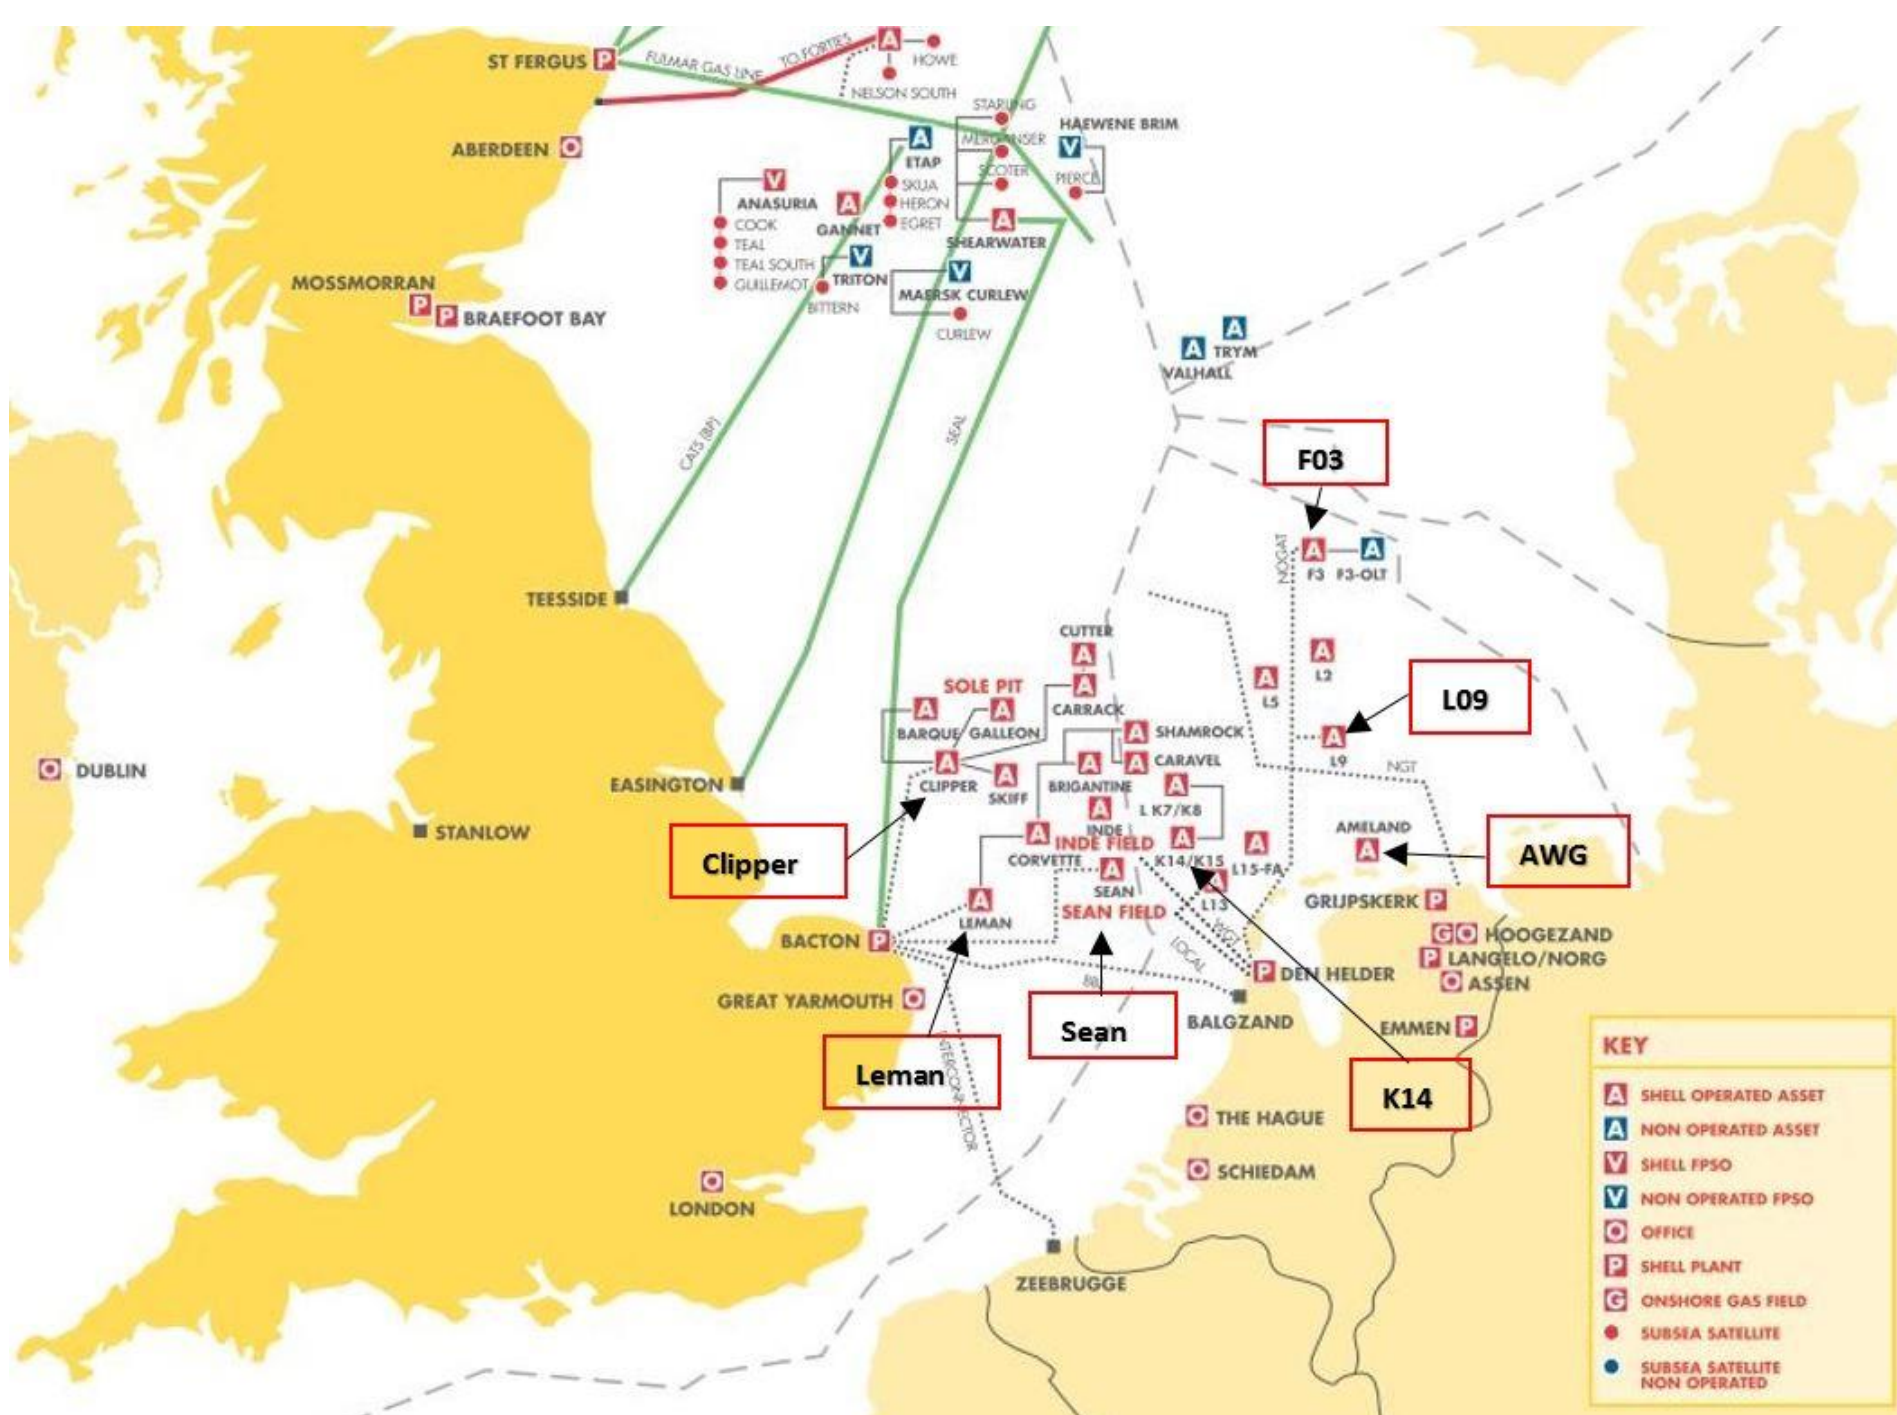 ST FERGUS
P
FULMAR GAS LINE
TO FORTIES
A
HOWE
NELSON SOUTH
ABERDEEN
STARLING
MERGANSER
SCOTER
A
SHEARWATER
HAEWENE BRIM
V
PIERCE
A
ETAP
SKUA
HERON
EGRET
V
ANASURIA
COOK
TEAL
TEAL SOUTH
GUILLEMOT
A
GANNET
V
TRITON
BITTERN
V
MAERSK CURLEW
CURLEW
MOSSMORRAN
P
P
BRAEFOOT BAY
A
TRYM
A
VALHALL
CATS (BP)
SEAL
F03
NOGAT
A
F3
A
F3-OLT
TEESSIDE
CUTTER
A
A
CARRACK
SOLE PIT
A
BARQUE
A
GALLEON
A
L2
A
L5
L09
A
L9
A
SHAMROCK
A
CARAVEL
NGT
DUBLIN
EASINGTON
A
CLIPPER
A
SKIFF
A
BRIGANTINE
A
L K7/K8
STANLOW
Clipper
A
INDE
INDE FIELD
A
CORVETTE
A
K14/K15
A
L15-FA
AMELAND
A
AWG
A
SEAN
SEAN FIELD
A
L13
A
LEMAN
GRIJPSKERK
P
BACTON
P
WGT
LOCAL
G
HOOGEZAND
P
LANGELO/NORG
ASSEN
P
DEN HELDER
GREAT YARMOUTH
BALGZAND
EMMEN
P
Sean
Leman
INTERCONNECTOR
K14
THE HAGUE
SCHIEDAM
LONDON
ZEEBRUGGE
KEY
A SHELL OPERATED ASSET
A NON OPERATED ASSET
V SHELL FPSO
V NON OPERATED FPSO
O OFFICE
P SHELL PLANT
G ONSHORE GAS FIELD
SUBSEA SATELLITE
SUBSEA SATELLITE
NON OPERATED